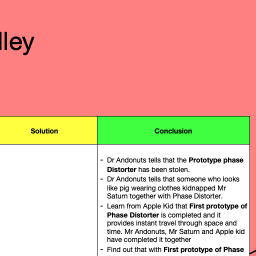 lley
Solution
Conclusion
- Dr Andonuts tells that the Prototype phase
Distorter has been stolen.
- Dr Andonuts tells that someone who looks
like pig wearing clothes kidnapped Mr
Saturn together with Phase Distorter.
- Learn from Apple Kid that First prototype of
Phase Distorter is completed and it
provides instant travel through space and
time. Mr Andonuts, Mr Saturn and Apple kid
have completed it together
- Find out that with First prototype of Phase